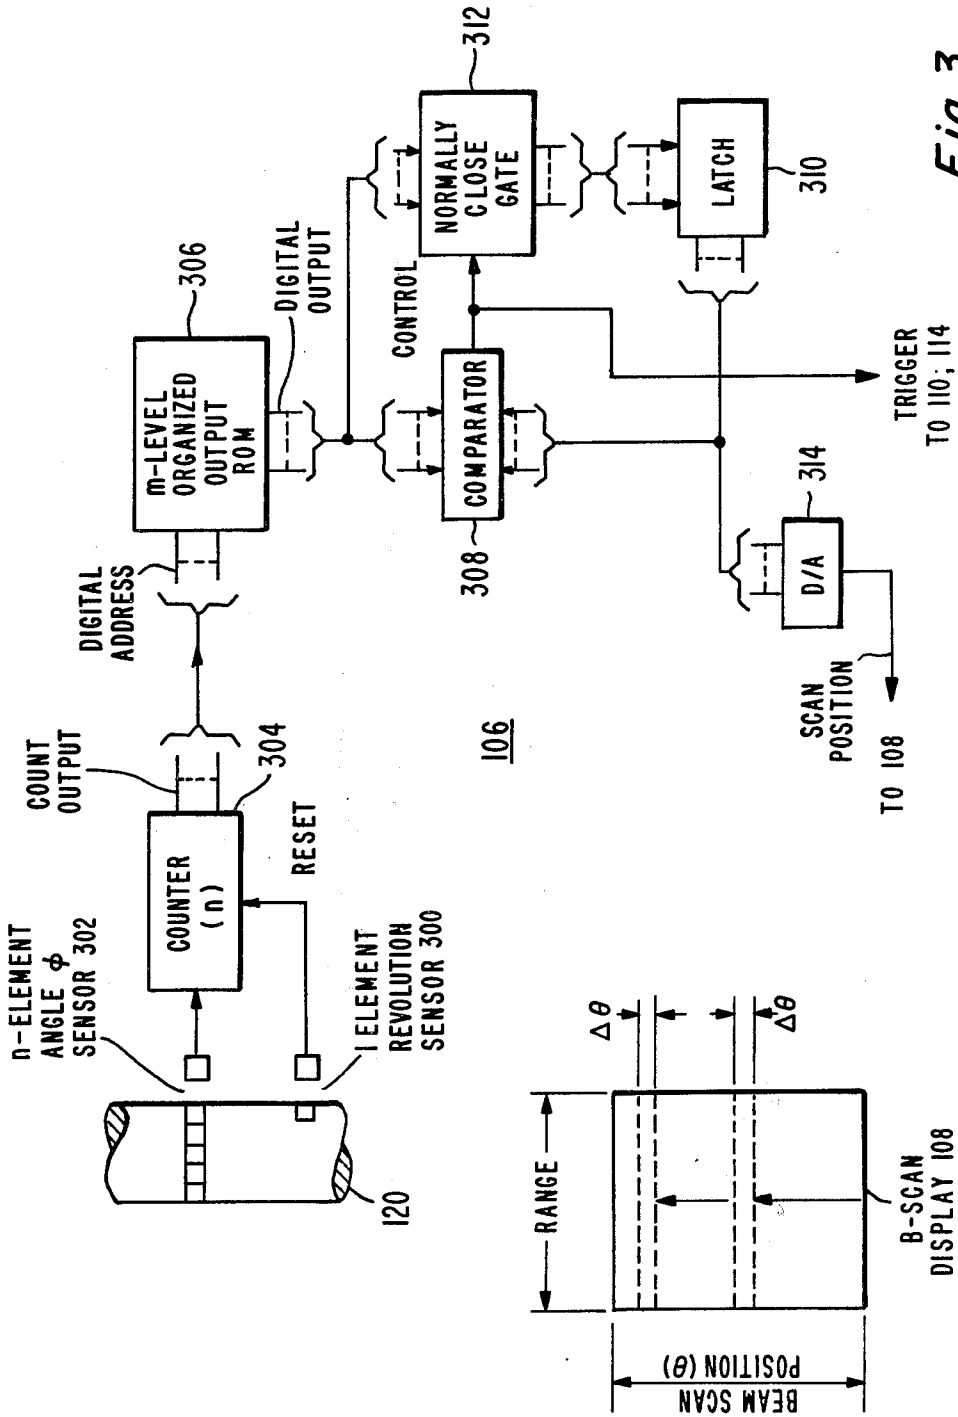 n-ELEMENT
ANGLE ϕ
SENSOR 302
COUNT
OUTPUT
DIGITAL
ADDRESS
306
COUNTER
(n)
304
m-LEVEL
ORGANIZED
OUTPUT
ROM
DIGITAL
OUTPUT
312
RESET
1 ELEMENT
REVOLUTION
SENSOR 300
120
CONTROL
NORMALLY
CLOSE
GATE
COMPARATOR
308
LATCH
310
106
RANGE
Δθ
Δθ
BEAM SCAN
POSITION (θ)
B-SCAN
DISPLAY 108
SCAN
POSITION
TO 108
D/A
314
TRIGGER
TO 110; 114
Fig. 3